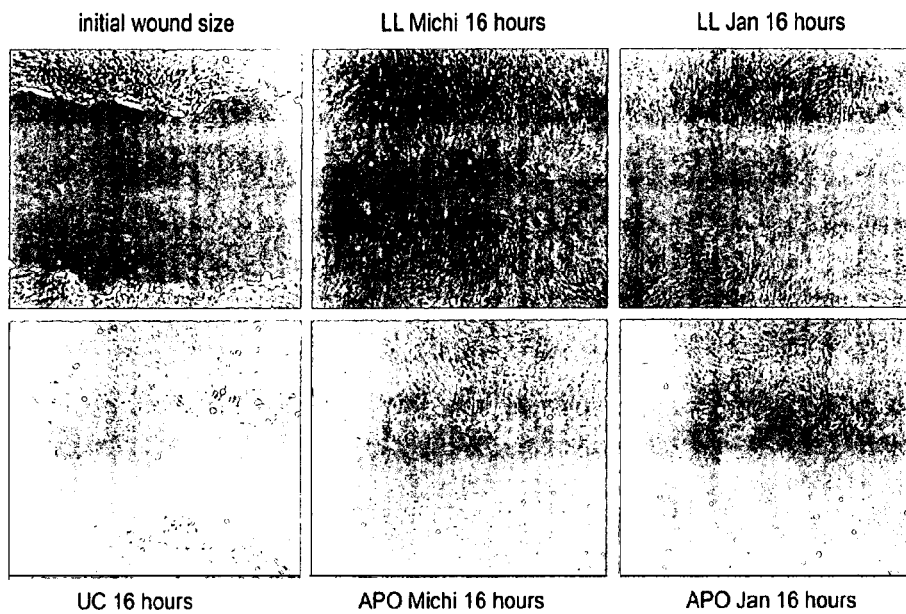 initial wound size
LL Michi 16 hours
LL Jan 16 hours
UC 16 hours
APO Michi 16 hours
APO Jan 16 hours